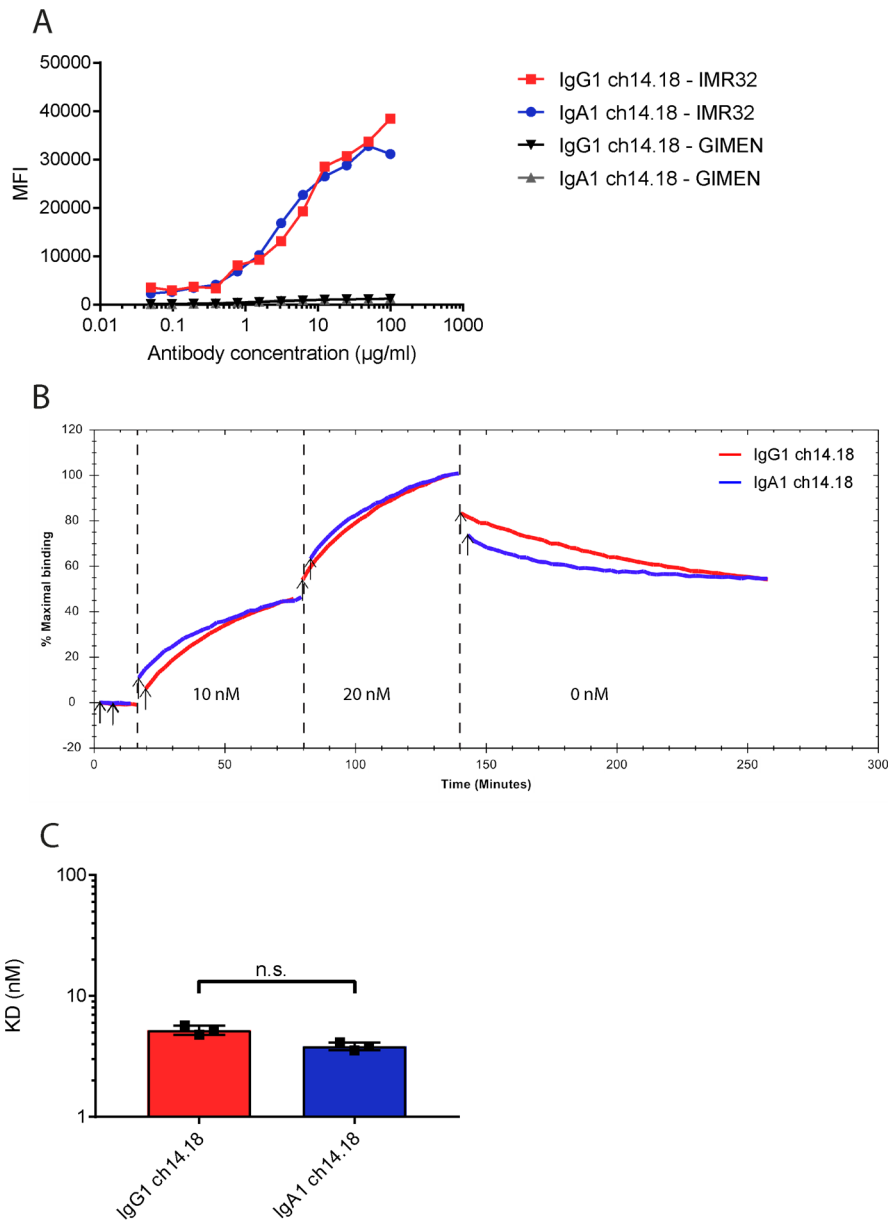 A
50000
40000
30000
20000
10000
0
MFI
0.01
0.1
1
10
100
1000
Antibody concentration (µg/ml)
IgG1 ch14.18 - IMR32
IgA1 ch14.18 - IMR32
IgG1 ch14.18 - GIMEN
IgA1 ch14.18 - GIMEN
B
120
100
80
60
40
20
0
-20
% Maximal binding
IgG1 ch14.18
IgA1 ch14.18
10 nM
20 nM
0 nM
0
50
100
150
200
250
300
Time (Minutes)
C
100
10
1
KD (nM)
n.s.
IgG1 ch14.18
IgA1 ch14.18